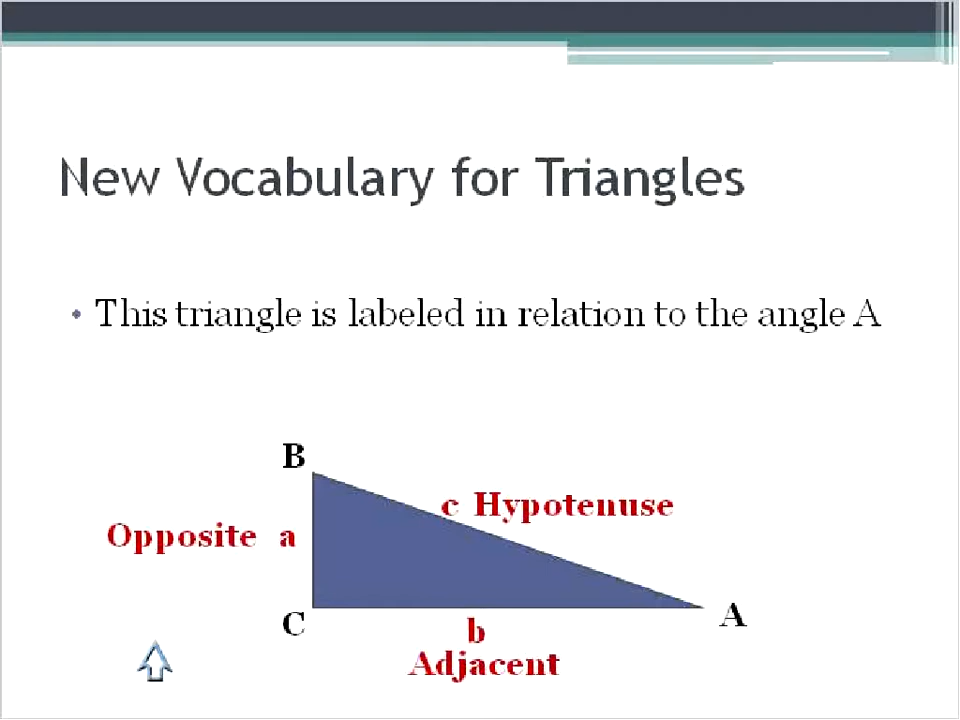 New Vocabulary for Triangles
• This triangle is labeled in relation to the angle A
B
c Hypotenuse
Opposite a
C
A
b
Adjacent